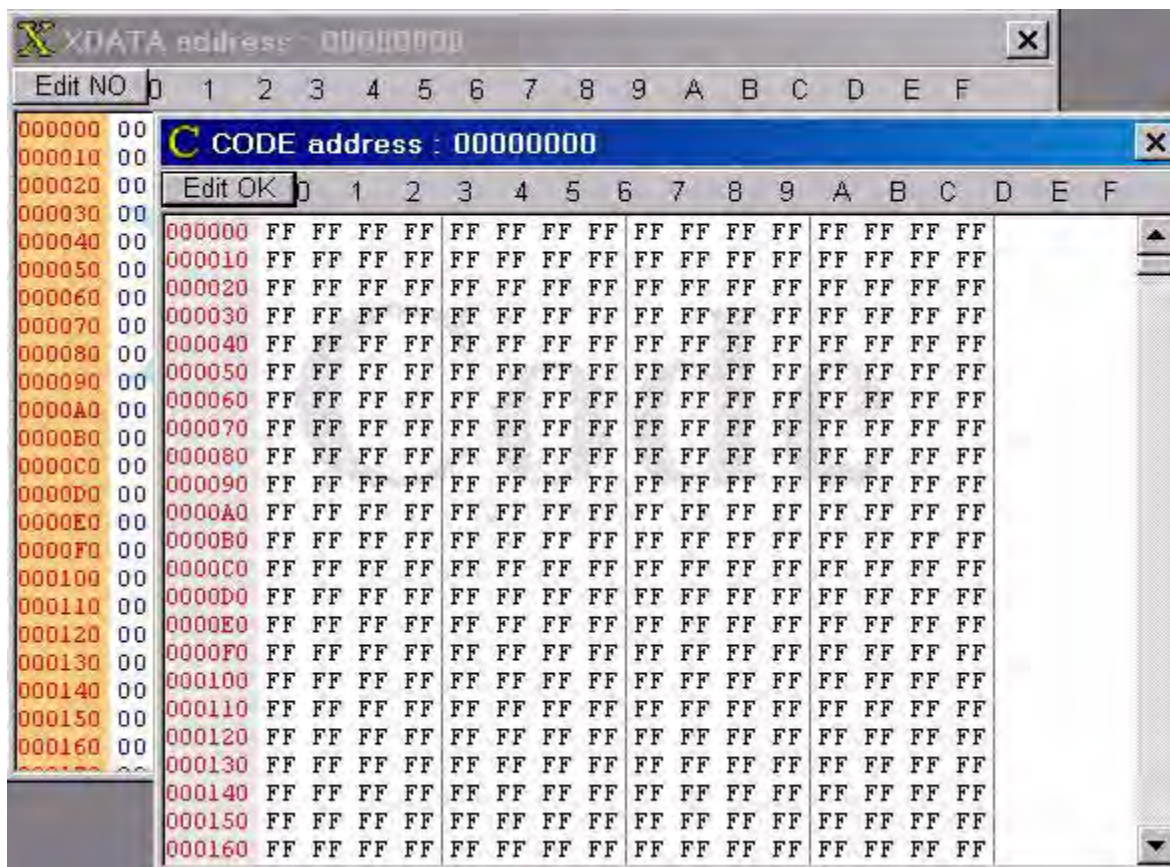 X XDATA address : 00000000
Edit NO 0 1 2 3 4 5 6 7 8 9 A B C D E F
000000 00
000010 00
000020 00
000030 00
000040 00
000050 00
000060 00
000070 00
000080 00
000090 00
0000A0 00
0000B0 00
0000C0 00
0000D0 00
0000E0 00
0000F0 00
000100 00
000110 00
000120 00
000130 00
000140 00
000150 00
000160 00
C CODE address : 00000000
Edit OK 0 1 2 3 4 5 6 7 8 9 A B C D E F
000000 FF FF FF FF FF FF FF FF FF FF FF FF FF FF FF FF
000010 FF FF FF FF FF FF FF FF FF FF FF FF FF FF FF FF
000020 FF FF FF FF FF FF FF FF FF FF FF FF FF FF FF FF
000030 FF FF FF FF FF FF FF FF FF FF FF FF FF FF FF FF
000040 FF FF FF FF FF FF FF FF FF FF FF FF FF FF FF FF
000050 FF FF FF FF FF FF FF FF FF FF FF FF FF FF FF FF
000060 FF FF FF FF FF FF FF FF FF FF FF FF FF FF FF FF
000070 FF FF FF FF FF FF FF FF FF FF FF FF FF FF FF FF
000080 FF FF FF FF FF FF FF FF FF FF FF FF FF FF FF FF
000090 FF FF FF FF FF FF FF FF FF FF FF FF FF FF FF FF
0000A0 FF FF FF FF FF FF FF FF FF FF FF FF FF FF FF FF
0000B0 FF FF FF FF FF FF FF FF FF FF FF FF FF FF FF FF
0000C0 FF FF FF FF FF FF FF FF FF FF FF FF FF FF FF FF
0000D0 FF FF FF FF FF FF FF FF FF FF FF FF FF FF FF FF
0000E0 FF FF FF FF FF FF FF FF FF FF FF FF FF FF FF FF
0000F0 FF FF FF FF FF FF FF FF FF FF FF FF FF FF FF FF
000100 FF FF FF FF FF FF FF FF FF FF FF FF FF FF FF FF
000110 FF FF FF FF FF FF FF FF FF FF FF FF FF FF FF FF
000120 FF FF FF FF FF FF FF FF FF FF FF FF FF FF FF FF
000130 FF FF FF FF FF FF FF FF FF FF FF FF FF FF FF FF
000140 FF FF FF FF FF FF FF FF FF FF FF FF FF FF FF FF
000150 FF FF FF FF FF FF FF FF FF FF FF FF FF FF FF FF
000160 FF FF FF FF FF FF FF FF FF FF FF FF FF FF FF FF
Code